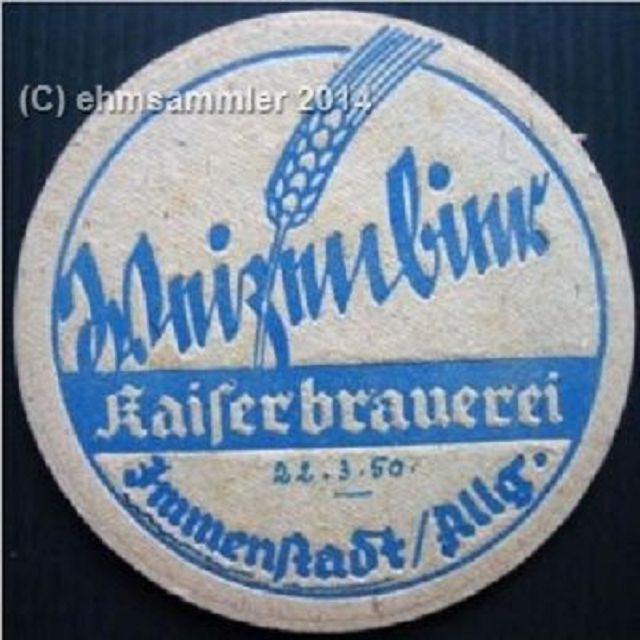 (C) ehmsammler 2014
Weizenbier
Kaiserbrauerei
22.3.50.
Immenstadt/Allg.